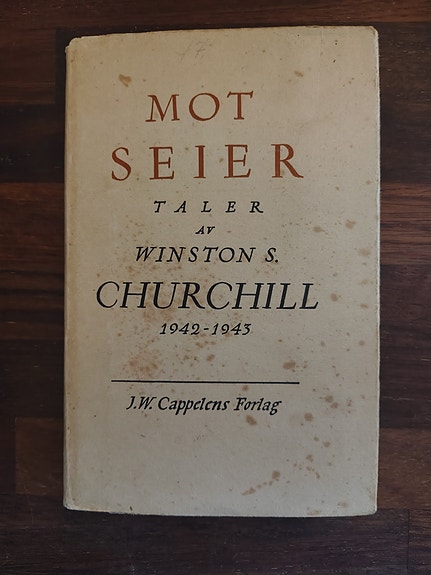 MOT
SEIER
TALER
AV
WINSTON S.
CHURCHILL
1942-1943
J.W. Cappelens Forlag